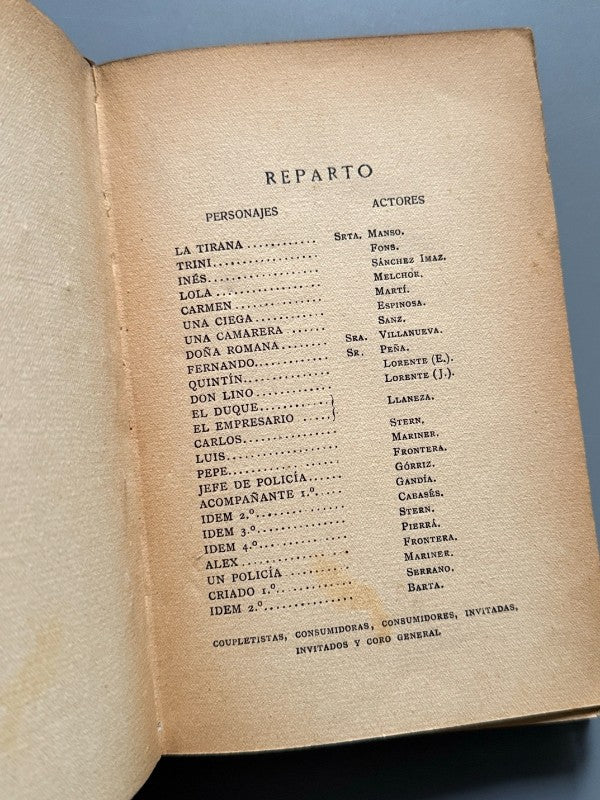 REPARTO
PERSONAJES ACTORES
LA TIRANA ............ Srta. Manso.
TRINI................. Fons.
INÉS................... Sánchez Imaz.
LOLA .................. Melchor.
CARMEN ............... Martí.
UNA CIEGA ............ Espinosa.
UNA CAMARERA ...... Sanz.
DOÑA ROMANA........ Sra. Villanueva.
FERNANDO............. Sr. Peña.
QUINTÍN............... Lorente (E.).
DON LINO ............. Lorente (J.).
EL DUQUE............
EL EMPRESARIO ..... } Llaneza.
CARLOS................ Stern.
LUIS................... Mariner.
PEPE................... Frontera.
JEFE DE POLICÍA...... Górriz.
ACOMPAÑANTE 1.º..... Gandía.
IDEM 2.º............... Cabasés.
IDEM 3.º............... Stern.
IDEM 4.º............... Pierrá.
ALEX................... Frontera.
UN POLICÍA ........... Mariner.
CRIADO 1.º............ Serrano.
IDEM 2.º............... Barta.
COUPLETISTAS, CONSUMIDORAS, CONSUMIDORES, INVITADAS,
INVITADOS Y CORO GENERAL